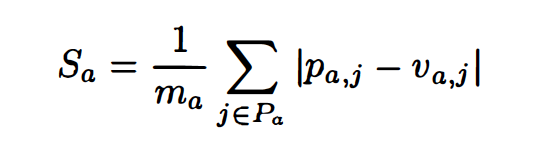 $$S_a = \frac{1}{m_a} \sum_{j \in P_a} |p_{a,j} - v_{a,j}|$$